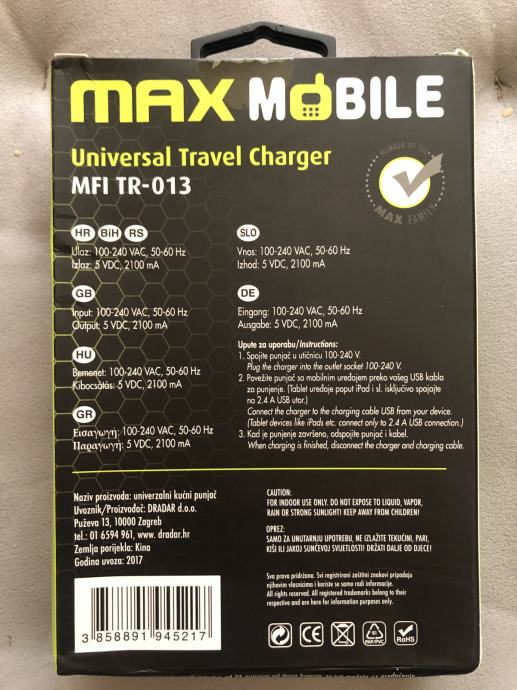 MAX MOBILE
Universal Travel Charger
MFI TR-013
MEMBER OF THE
MAX FAMILY
HR BiH RS
Ulaz: 100-240 VAC, 50-60 Hz
Izlaz: 5 VDC, 2100 mA
GB
Input: 100-240 VAC, 50-60 Hz
Output: 5 VDC, 2100 mA
HU
Bemenet: 100-240 VAC, 50-60 Hz
Kibocsátás: 5 VDC, 2100 mA
GR
Εισαγωγή: 100-240 VAC, 50-60 Hz
Παραγωγή: 5 VDC, 2100 mA
SLO
Vnos: 100-240 VAC, 50-60 Hz
Izhod: 5 VDC, 2100 mA
DE
Eingang: 100-240 VAC, 50-60 Hz
Ausgabe: 5 VDC, 2100 mA
Upute za uporabu/Instructions:
1. Spojite punjač u utičnicu 100-240 V.
Plug the charger into the outlet socket 100-240 V.
2. Povežite punjač sa mobilnim uređajem preko vašeg USB kabla
za punjenje. (Tablet uređaje poput iPad i sl. isključivo spajajte
na 2.4 A USB utor.)
Connect the charger to the charging cable USB from your device.
(Tablet devices like iPads etc. connect only to 2.4 A USB connection.)
3. Kad je punjenje završeno, odspojite punjač i kabel.
When charging is finished, disconnect the charger and charging cable.
Naziv proizvoda: univerzalni kućni punjač
Uvoznik/Proizvođač: DRADAR d.o.o.
Puževa 13, 10000 Zagreb
tel.: 01 6594 961, www.dradar.hr
Zemlja porijekla: Kina
Godina uvoza: 2017
3 858891 945217
CAUTION:
FOR INDOOR USE ONLY. DO NOT EXPOSE TO LIQUID, VAPOR,
RAIN OR STRONG SUNLIGHT! KEEP AWAY FROM CHILDREN!
OPREZ:
SAMO ZA UNUTARNJU UPOTREBU, NE IZLAŽITE TEKUĆINI, PARI,
KIŠI ILI JAKOJ SUNČEVOJ SVJETLOSTI! DRŽATI DALJE OD DJECE!
Sva prava pridržana. Svi registrirani zaštitni znakovi pripadaju
njihovim vlasnicima i koriste se samo radi informacije.
All rights reserved. All registered trademarks belong to their
respective and are here for information purposes only.
CE
81
PAP/PVC
RoHS